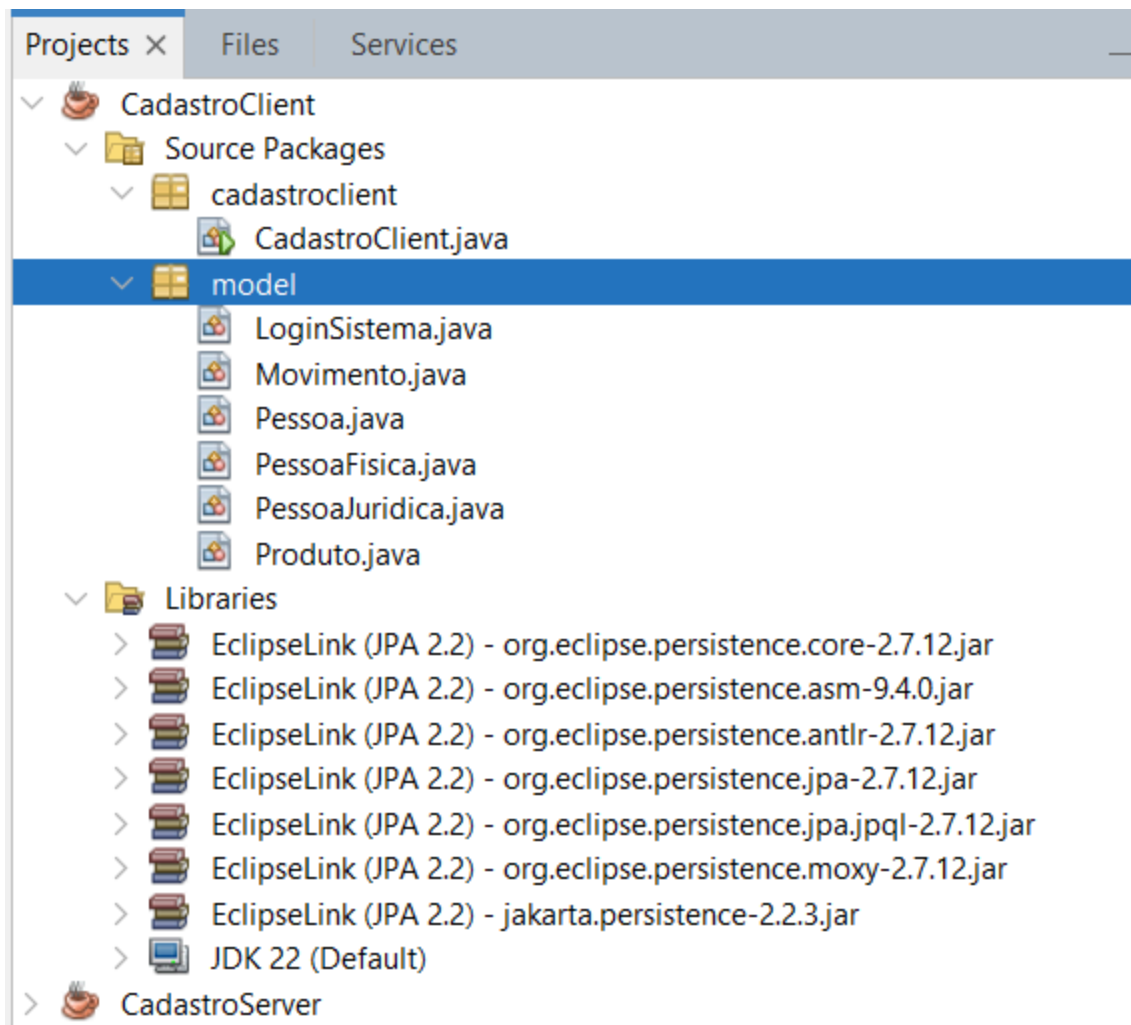 Projects × Files Services
CadastroClient
Source Packages
cadastroclient
CadastroClient.java
model
LoginSistema.java
Movimento.java
Pessoa.java
PessoaFisica.java
PessoaJuridica.java
Produto.java
Libraries
EclipseLink (JPA 2.2) - org.eclipse.persistence.core-2.7.12.jar
EclipseLink (JPA 2.2) - org.eclipse.persistence.asm-9.4.0.jar
EclipseLink (JPA 2.2) - org.eclipse.persistence.antlr-2.7.12.jar
EclipseLink (JPA 2.2) - org.eclipse.persistence.jpa-2.7.12.jar
EclipseLink (JPA 2.2) - org.eclipse.persistence.jpa.jpql-2.7.12.jar
EclipseLink (JPA 2.2) - org.eclipse.persistence.moxy-2.7.12.jar
EclipseLink (JPA 2.2) - jakarta.persistence-2.2.3.jar
JDK 22 (Default)
CadastroServer